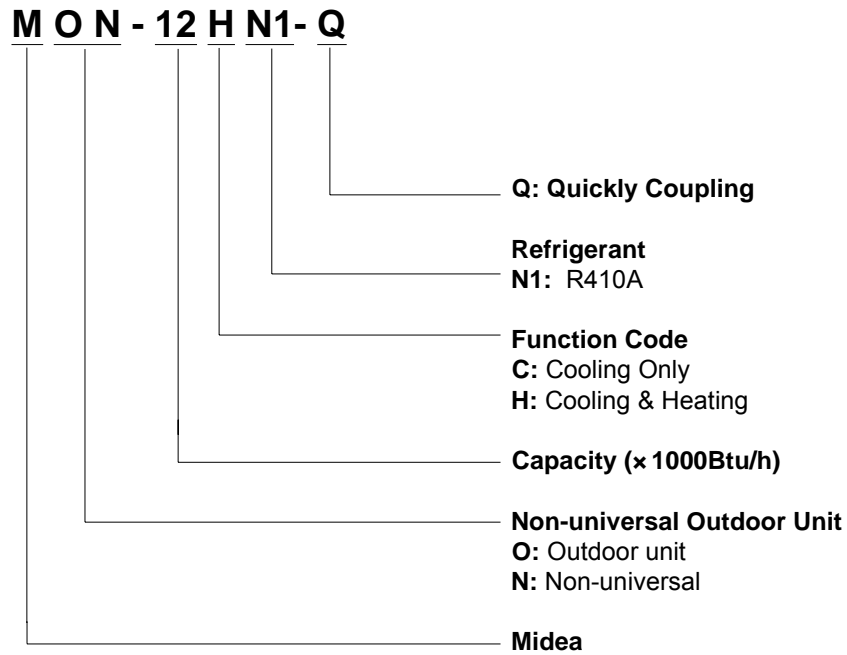 M O N - 12 H N1- Q
Q: Quickly Coupling
Refrigerant
N1: R410A
Function Code
C: Cooling Only
H: Cooling & Heating
Capacity (× 1000Btu/h)
Non-universal Outdoor Unit
O: Outdoor unit
N: Non-universal
Midea